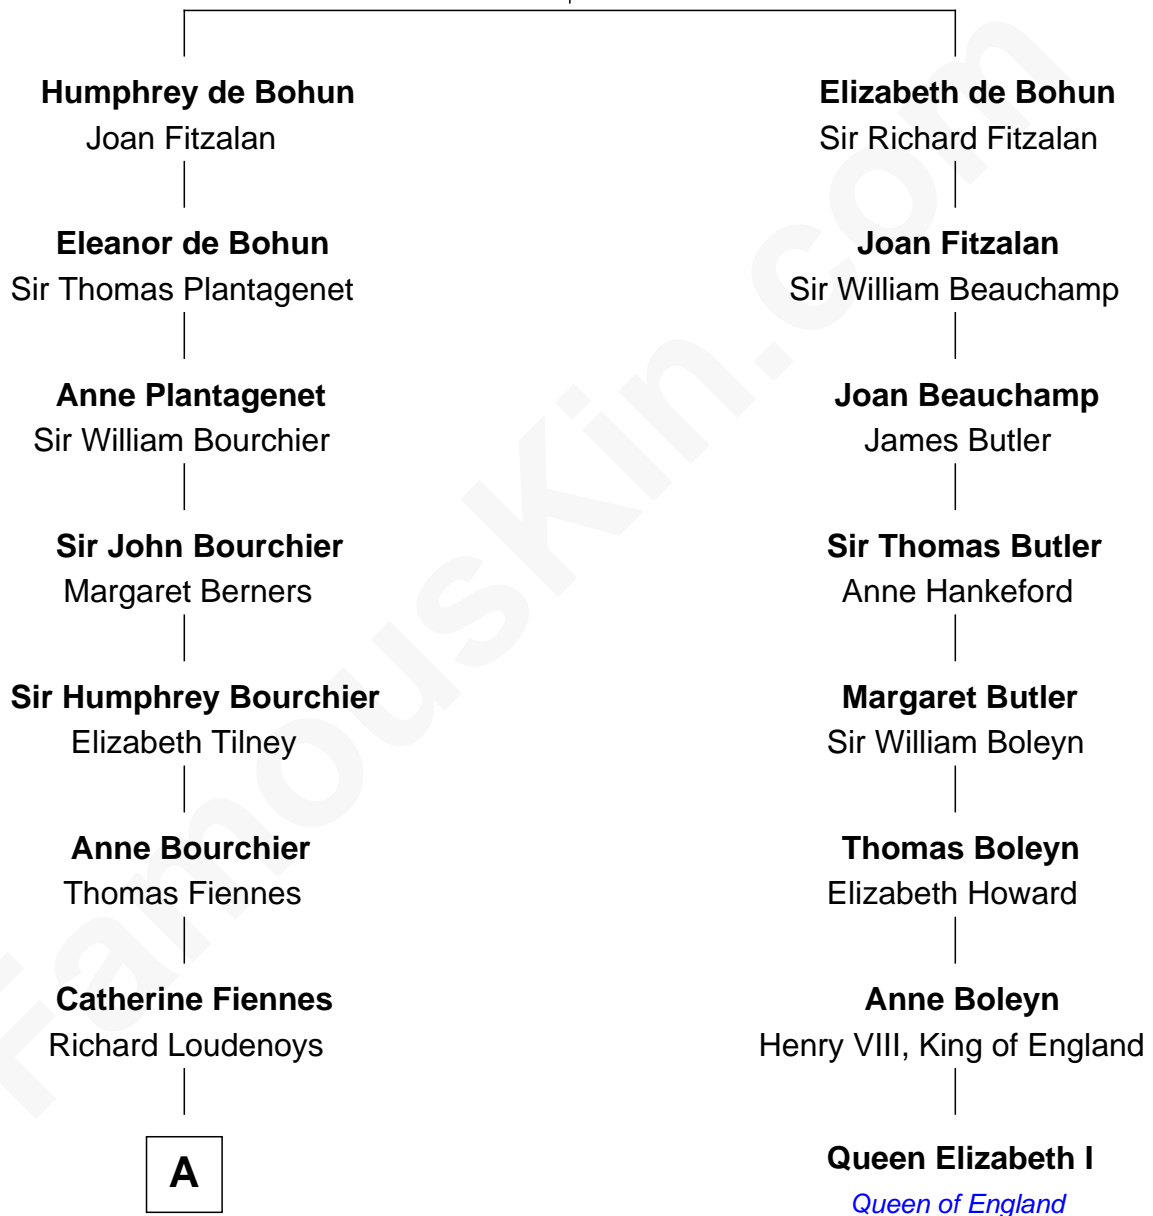 Humphrey de Bohun
Joan Fitzalan
Eleanor de Bohun
Sir Thomas Plantagenet
Anne Plantagenet
Sir William Bourchier
Sir John Bourchier
Margaret Berners
Sir Humphrey Bourchier
Elizabeth Tilney
Anne Bourchier
Thomas Fiennes
Catherine Fiennes
Richard Loudenoys
A
Elizabeth de Bohun
Sir Richard Fitzalan
Joan Fitzalan
Sir William Beauchamp
Joan Beauchamp
James Butler
Sir Thomas Butler
Anne Hankeford
Margaret Butler
Sir William Boleyn
Thomas Boleyn
Elizabeth Howard
Anne Boleyn
Henry VIII, King of England
Queen Elizabeth I
Queen of England
FamousKin.com